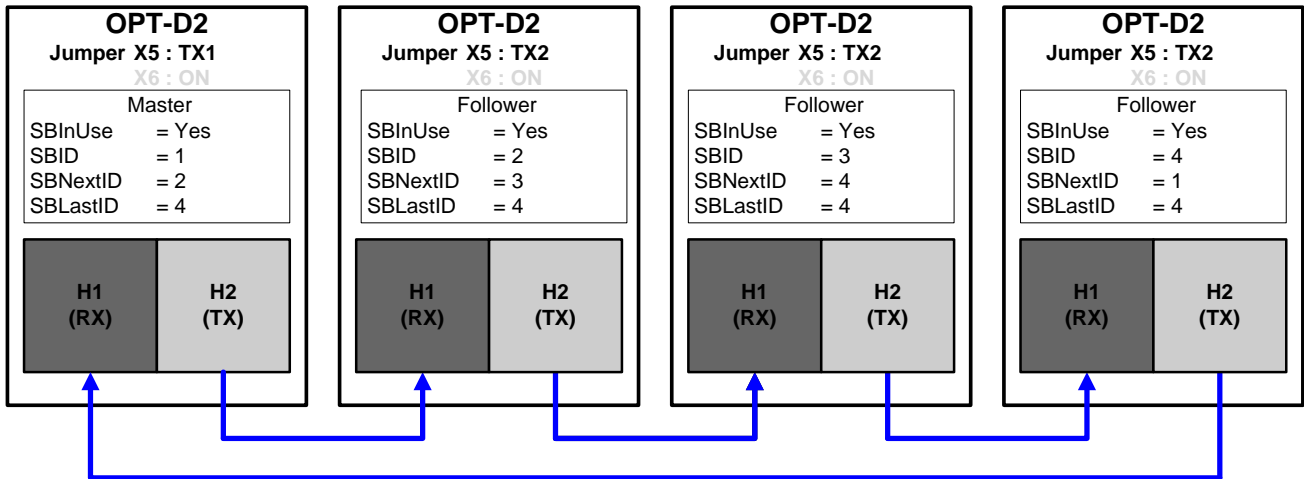 OPT-D2
Jumper X5 : TX1
X6 : ON
Master
SBInUse = Yes
SBID = 1
SBNextID = 2
SBLastID = 4
H1
(RX)
H2
(TX)
OPT-D2
Jumper X5 : TX2
X6 : ON
Follower
SBInUse = Yes
SBID = 2
SBNextID = 3
SBLastID = 4
H1
(RX)
H2
(TX)
OPT-D2
Jumper X5 : TX2
X6 : ON
Follower
SBInUse = Yes
SBID = 3
SBNextID = 4
SBLastID = 4
H1
(RX)
H2
(TX)
OPT-D2
Jumper X5 : TX2
X6 : ON
Follower
SBInUse = Yes
SBID = 4
SBNextID = 1
SBLastID = 4
H1
(RX)
H2
(TX)